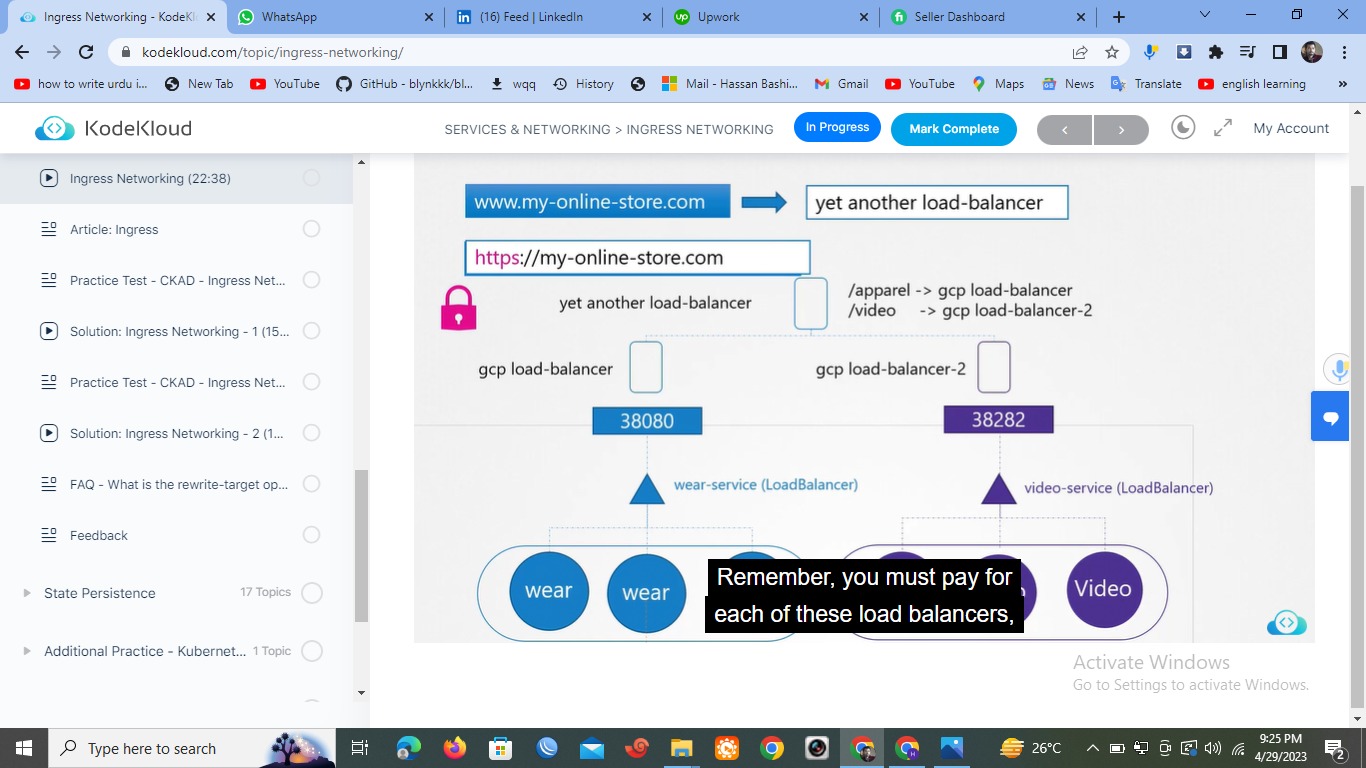 Ingress Networking - KodeKl
WhatsApp
(16) Feed | LinkedIn
Upwork
Seller Dashboard
kodekloud.com/topic/ingress-networking/
how to write urdu i...
New Tab
YouTube
GitHub - blynkkk/bl...
wqq
History
Mail - Hassan Bashi...
Gmail
YouTube
Maps
News
Translate
english learning
KodeKloud
SERVICES & NETWORKING > INGRESS NETWORKING
In Progress
Mark Complete
My Account
Ingress Networking (22:38)
Article: Ingress
Practice Test - CKAD - Ingress Net...
Solution: Ingress Networking - 1 (15...
Practice Test - CKAD - Ingress Net...
Solution: Ingress Networking - 2 (1...
FAQ - What is the rewrite-target op...
Feedback
State Persistence 17 Topics
Additional Practice - Kubernet... 1 Topic
www.my-online-store.com
yet another load-balancer
https://my-online-store.com
yet another load-balancer
/apparel -> gcp load-balancer
/video -> gcp load-balancer-2
gcp load-balancer
gcp load-balancer-2
38080
38282
wear-service (LoadBalancer)
video-service (LoadBalancer)
wear
wear
Video
Remember, you must pay for
each of these load balancers,
Activate Windows
Go to Settings to activate Windows.
Type here to search
26°C
9:25 PM
4/29/2023
2